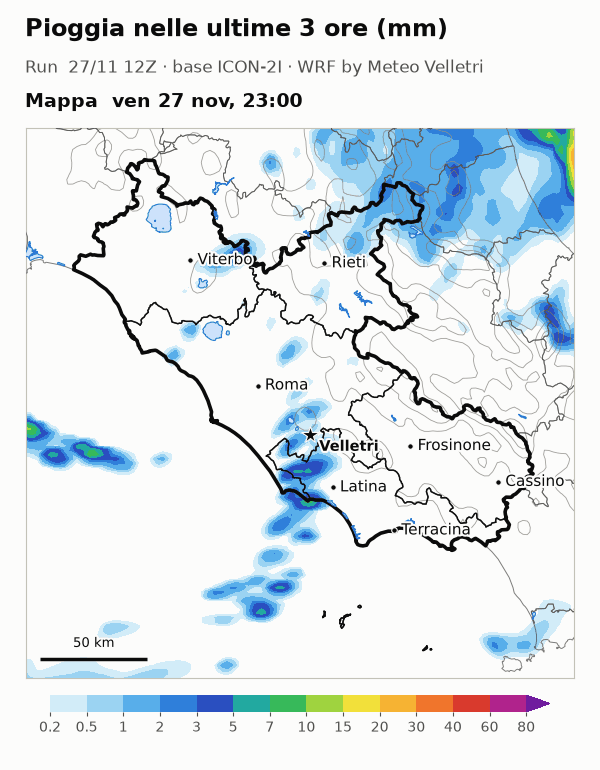 Pioggia nelle ultime 3 ore (mm)
Run  27/11 12Z · base ICON-2I · WRF by Meteo Velletri
Mappa  ven 27 nov, 23:00
Viterbo
Rieti
Roma
Velletri
Frosinone
Latina
Cassino
Terracina
50 km
0.2 0.5 1 2 3 5 7 10 15 20 30 40 60 80